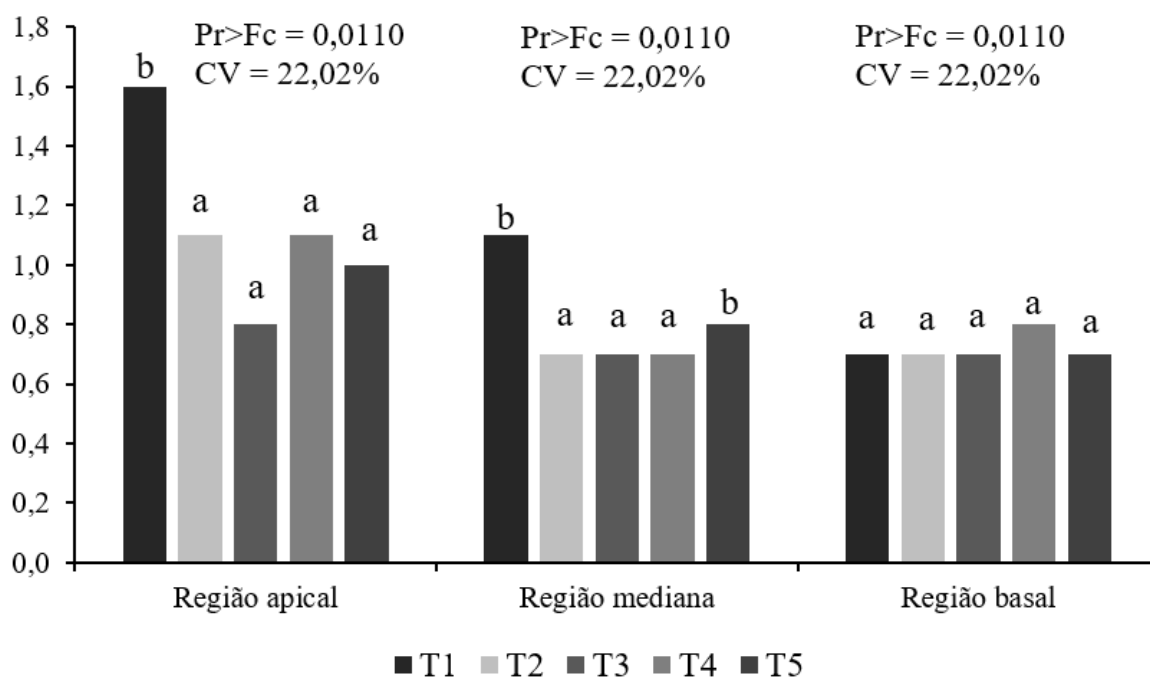 1,8
1,6
1,4
1,2
1,0
0,8
0,6
0,4
0,2
0,0
Pr>Fc = 0,0110
CV = 22,02%
Pr>Fc = 0,0110
CV = 22,02%
Pr>Fc = 0,0110
CV = 22,02%
b
a
a
a
a
b
a
a
a
b
a
a
a
a
a
Região apical
Região mediana
Região basal
T1 T2 T3 T4 T5